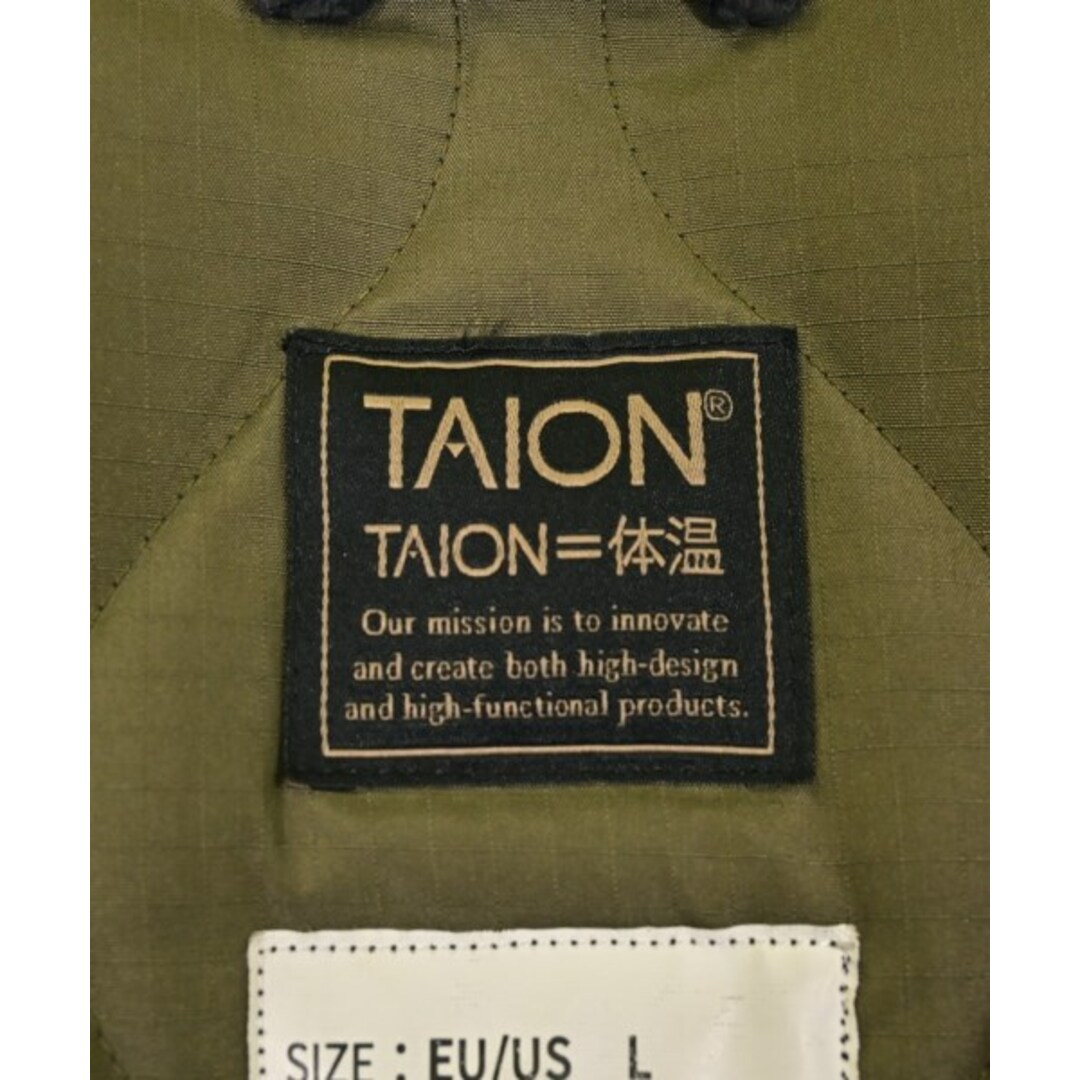 TAION®
TAION=体温
Our mission is to innovate
and create both high-design
and high-functional products.
SIZE : EU/US L